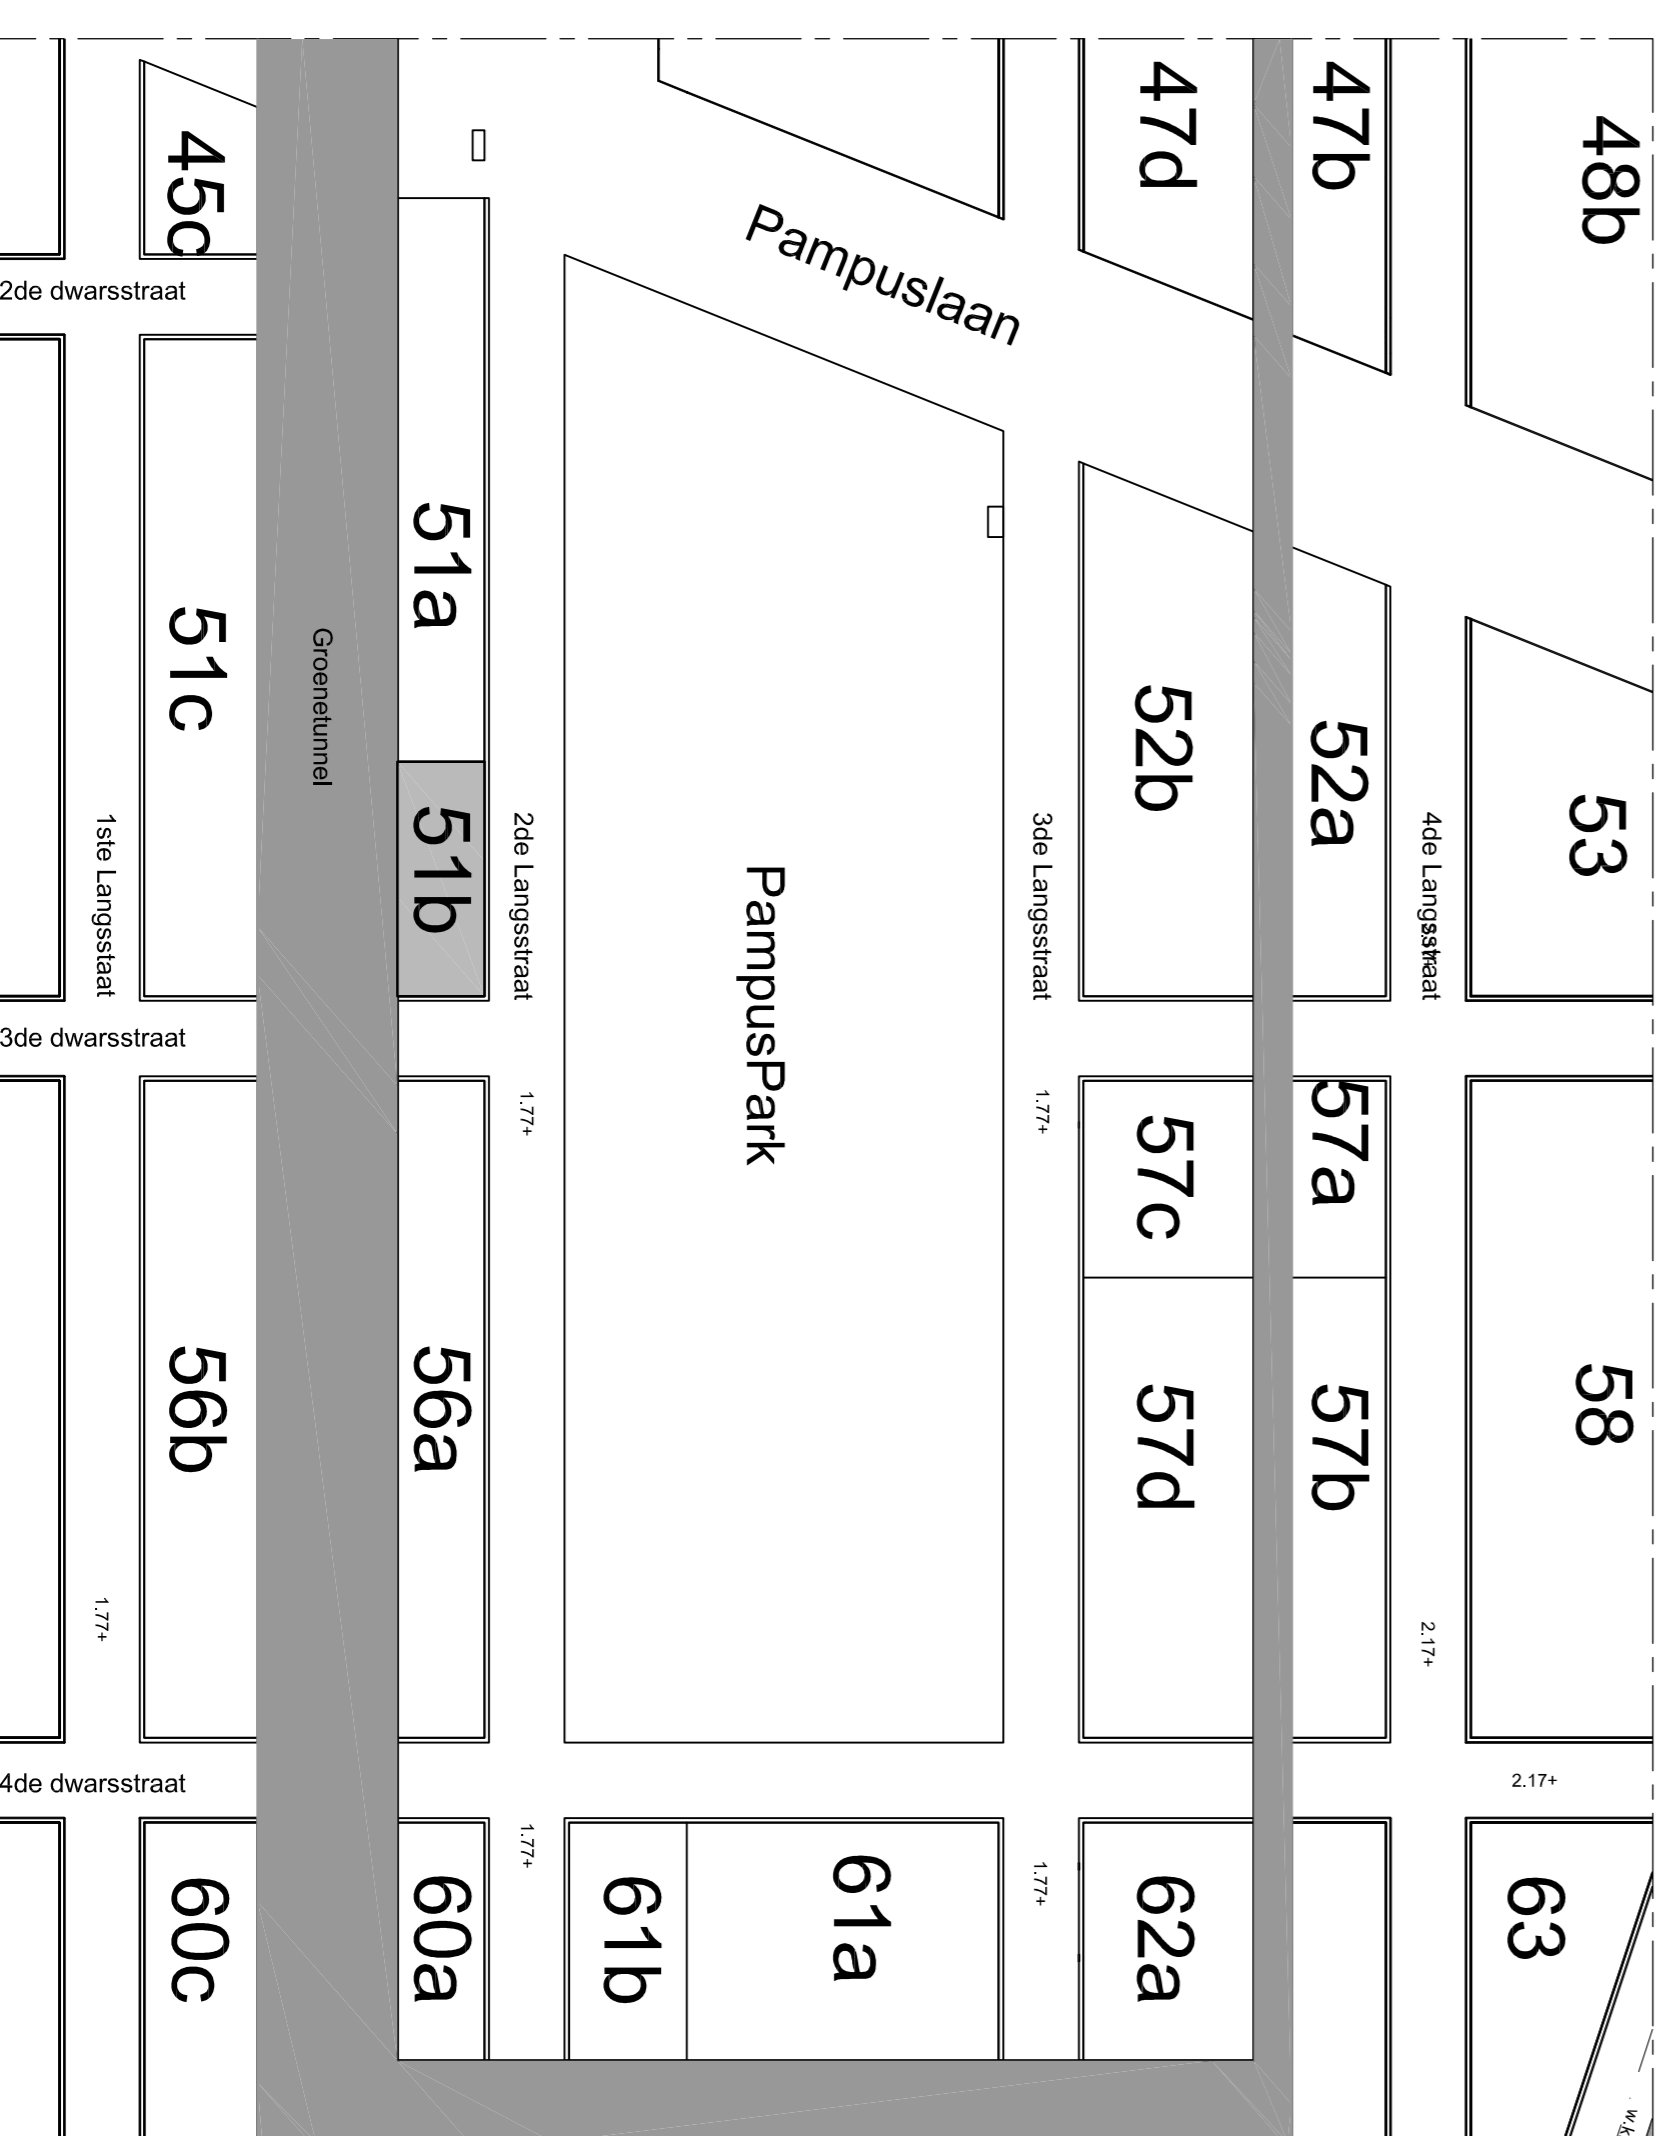 47d
47b
48b
45c
Pampuslaan
2de dwarsstraat
51a
51c
Groenetunnel
52b
52a
53
51b
1ste Langsstaat
2de Langsstraat
PampusPark
3de Langsstraat
4de Langsstraat
3de dwarsstraat
1.77+
1.77+
57c
57a
56b
56a
57d
57b
58
1.77+
2.17+
4de dwarsstraat
2.17+
1.77+
1.77+
60c
60a
61b
61a
62a
63